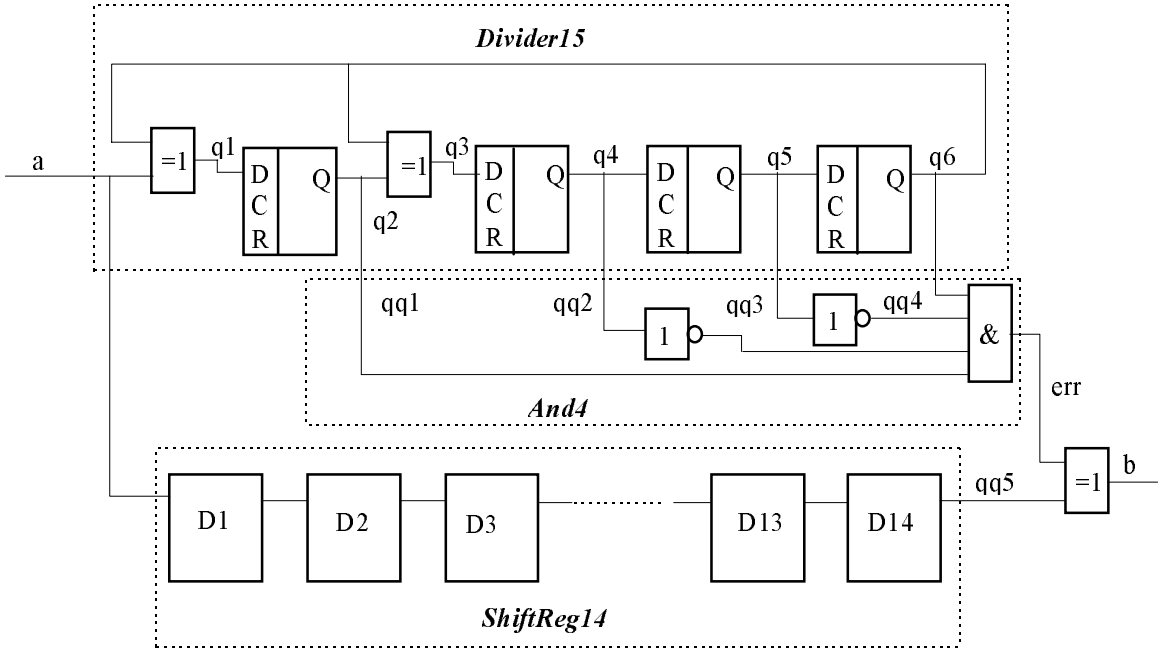 Divider15
a
=1
q1
D
C
R
Q
q2
=1
q3
D
C
R
Q
q4
D
C
R
Q
q5
D
C
R
Q
q6
qq1
qq2
1
qq3
1
qq4
&
And4
err
D1
D2
D3
D13
D14
qq5
=1
b
ShiftReg14